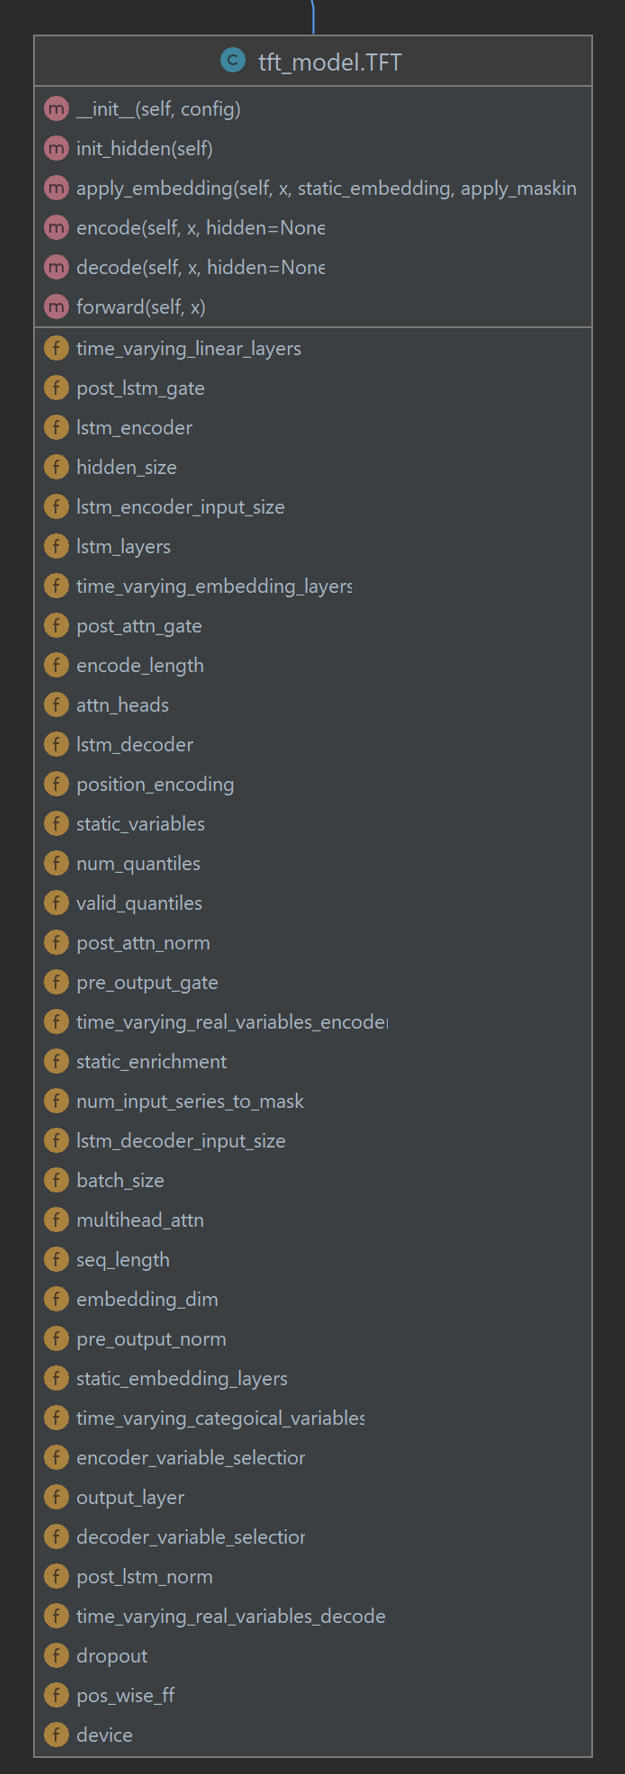 C tft_model.TFT
m __init__(self, config)
m init_hidden(self)
m apply_embedding(self, x, static_embedding, apply_maskin
m encode(self, x, hidden=None
m decode(self, x, hidden=None
m forward(self, x)
f time_varying_linear_layers
f post_lstm_gate
f lstm_encoder
f hidden_size
f lstm_encoder_input_size
f lstm_layers
f time_varying_embedding_layers
f post_attn_gate
f encode_length
f attn_heads
f lstm_decoder
f position_encoding
f static_variables
f num_quantiles
f valid_quantiles
f post_attn_norm
f pre_output_gate
f time_varying_real_variables_encoder
f static_enrichment
f num_input_series_to_mask
f lstm_decoder_input_size
f batch_size
f multihead_attn
f seq_length
f embedding_dim
f pre_output_norm
f static_embedding_layers
f time_varying_categoical_variables
f encoder_variable_selection
f output_layer
f decoder_variable_selection
f post_lstm_norm
f time_varying_real_variables_decode
f dropout
f pos_wise_ff
f device